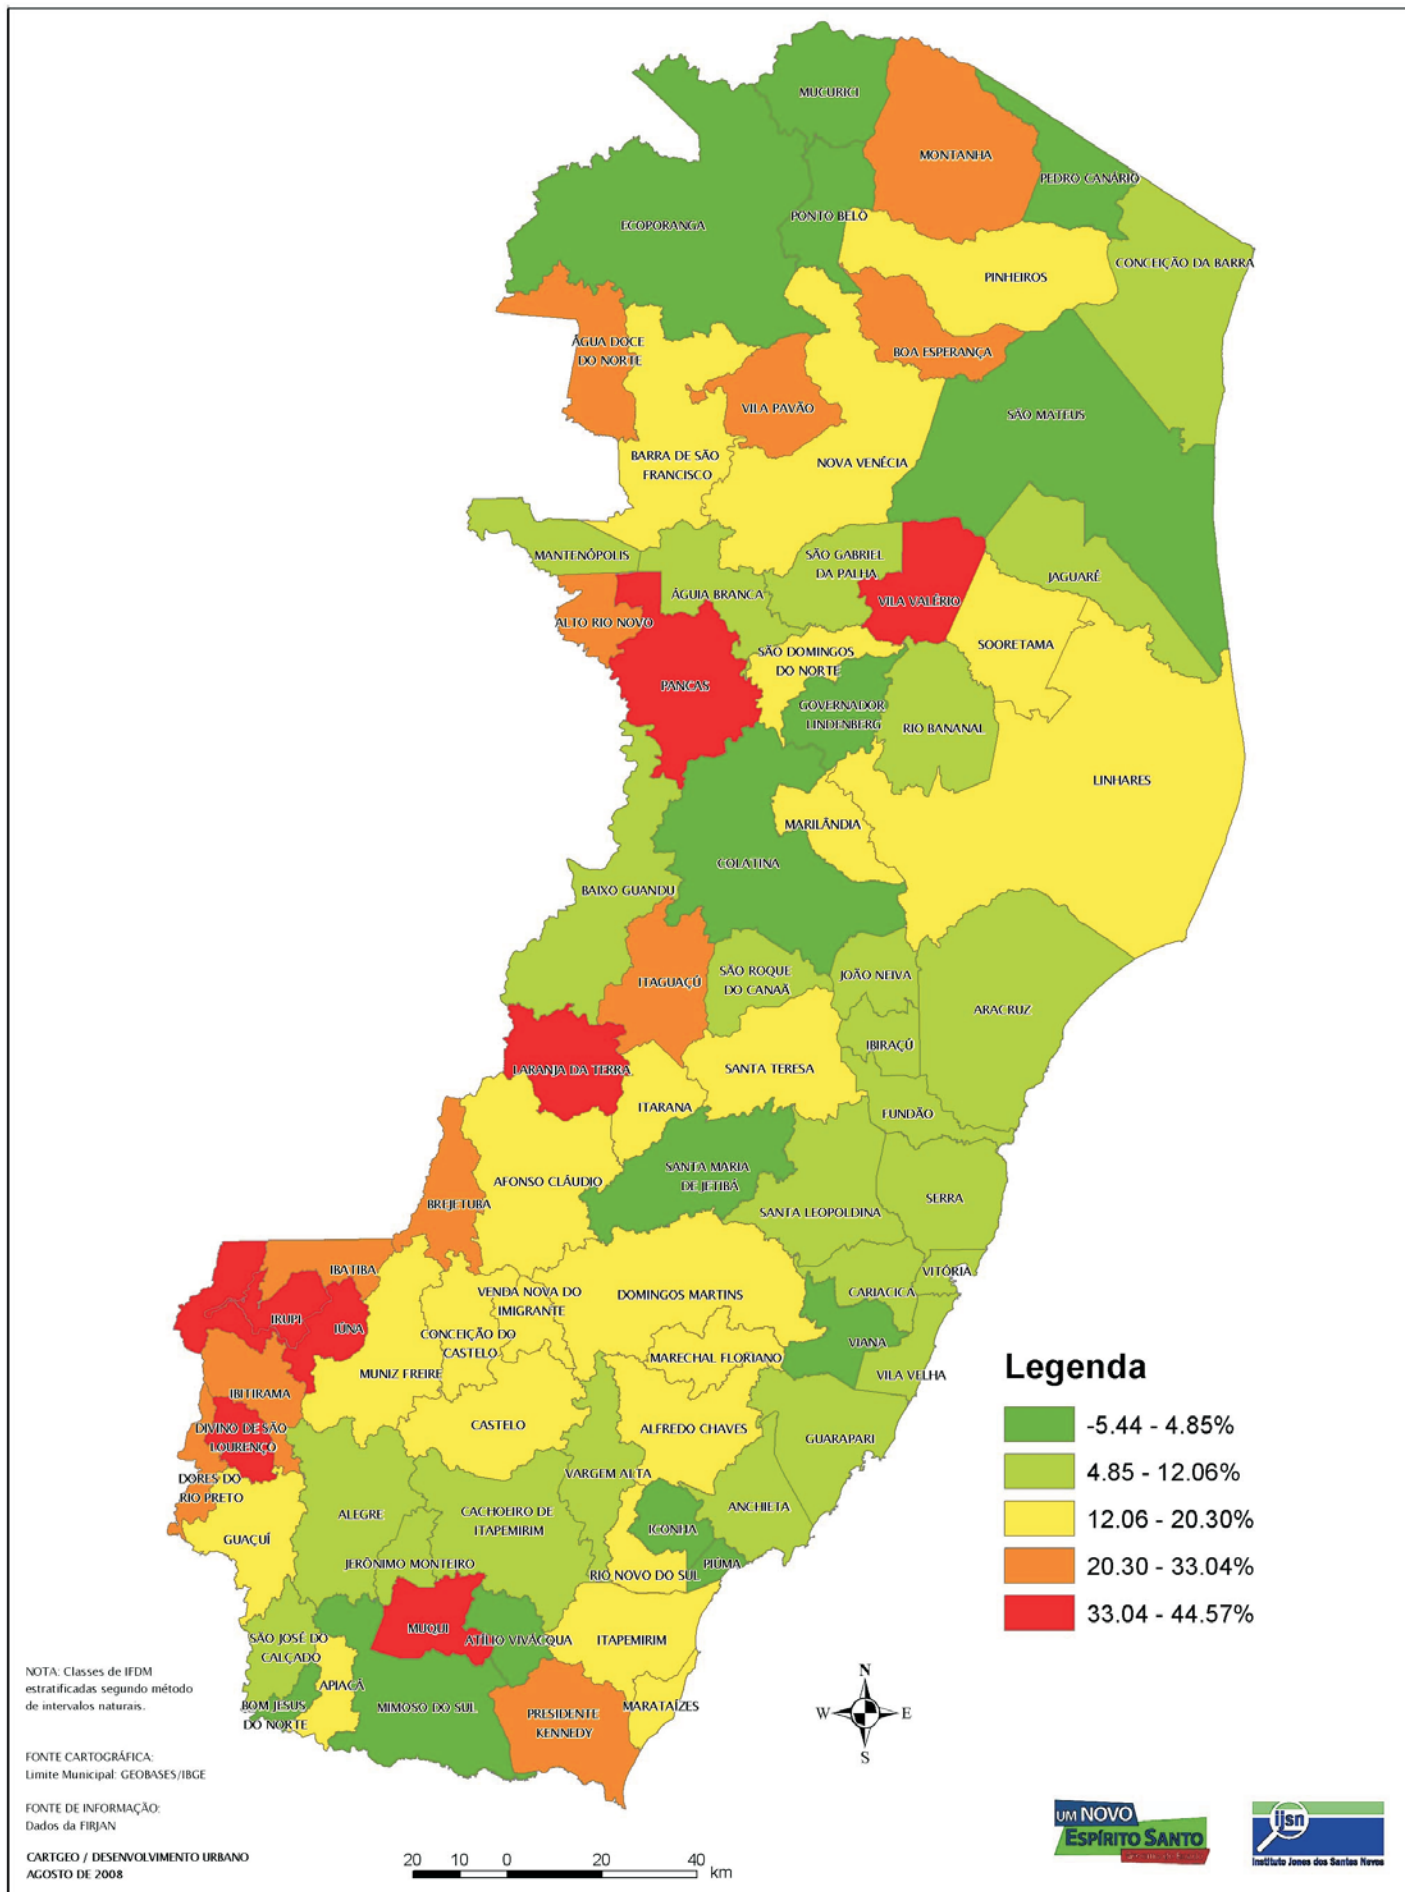 MUCURICI
MONTANHA
PEDRO CANÁRIO
ECOPORANGA
PONTO BELO
CONCEIÇÃO DA BARRA
PINHEIROS
ÁGUA DOCE
DO NORTE
BOA ESPERANÇA
VILA PAVÃO
SÃO MATEUS
BARRA DE SÃO
FRANCISCO
NOVA VENÉCIA
MANTENÓPOLIS
SÃO GABRIEL
DA PALHA
JAGUARÉ
ÁGUIA BRANCA
VILA VALÉRIO
ALTO RIO NOVO
SOORETAMA
SÃO DOMINGOS
DO NORTE
PANCAS
GOVERNADOR
LINDENBERG
RIO BANANAL
LINHARES
MARILÂNDIA
COLATINA
BAIXO GUANDU
ITAGUAÇÚ
SÃO ROQUE
DO CANAÃ
JOÃO NEIVA
ARACRUZ
IBIRAÇÚ
LARANJA DA TERRA
SANTA TERESA
ITARANA
FUNDÃO
AFONSO CLÁUDIO
SANTA MARIA
DE JETIBÁ
BREJETUBA
SERRA
SANTA LEOPOLDINA
IBATIBA
VITÓRIA
CARIACICA
VENDA NOVA DO
IMIGRANTE
DOMINGOS MARTINS
IRUPI
IÚNA
CONCEIÇÃO DO
CASTELO
VIANA
MARECHAL FLORIANO
MUNIZ FREIRE
VILA VELHA
IBITIRAMA
CASTELO
ALFREDO CHAVES
DIVINO DE SÃO
LOURENÇO
GUARAPARI
VARGEM ALTA
DORES DO
RIO PRETO
ANCHIETA
ALEGRE
CACHOEIRO DE
ITAPEMIRIM
ICONHA
GUAÇUÍ
JERÔNIMO MONTEIRO
RIO NOVO DO SUL
PIÚMA
MUQUI
ATÍLIO VIVÁCQUA
ITAPEMIRIM
SÃO JOSÉ DO
CALÇADO
APIACÁ
BOM JESUS
DO NORTE
MIMOSO DO SUL
PRESIDENTE
KENNEDY
MARATAÍZES
Legenda
-5.44 - 4.85%
4.85 - 12.06%
12.06 - 20.30%
20.30 - 33.04%
33.04 - 44.57%
NOTA: Classes de IFDM
estratificadas segundo método
de intervalos naturais.
FONTE CARTOGRÁFICA:
Limite Municipal: GEOBASES/IBGE
FONTE DE INFORMAÇÃO:
Dados da FIRJAN
CARTGEO / DESENVOLVIMENTO URBANO
AGOSTO DE 2008
20 10 0 20 40
km
N
W E
S
UM NOVO
ESPÍRITO SANTO
ijsn
Instituto Jones dos Santos Neves